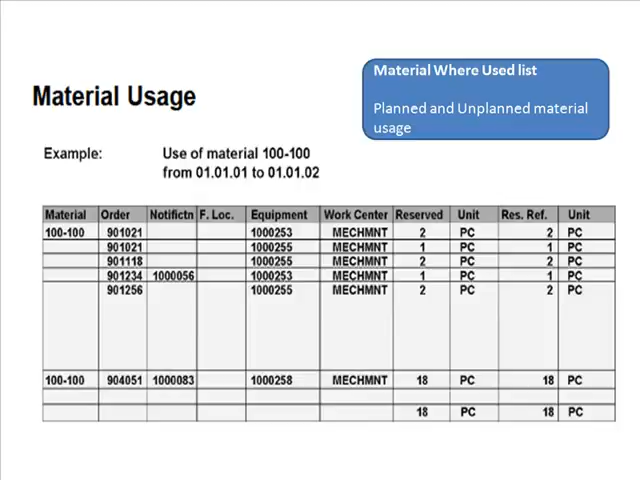 Material Where Used list
Planned and Unplanned material
usage
Material Usage
Example: Use of material 100-100
from 01.01.01 to 01.01.02
Material Order Notifictn F. Loc. Equipment Work Center Reserved Unit Res. Ref. Unit
100-100 901021 1000253 MECHMNT 2 PC 2 PC
901021 1000255 MECHMNT 1 PC 1 PC
901118 1000255 MECHMNT 2 PC 2 PC
901234 1000056 1000253 MECHMNT 1 PC 1 PC
901256 1000255 MECHMNT 2 PC 2 PC
100-100 904051 1000083 1000258 MECHMNT 18 PC 18 PC
18 PC 18 PC